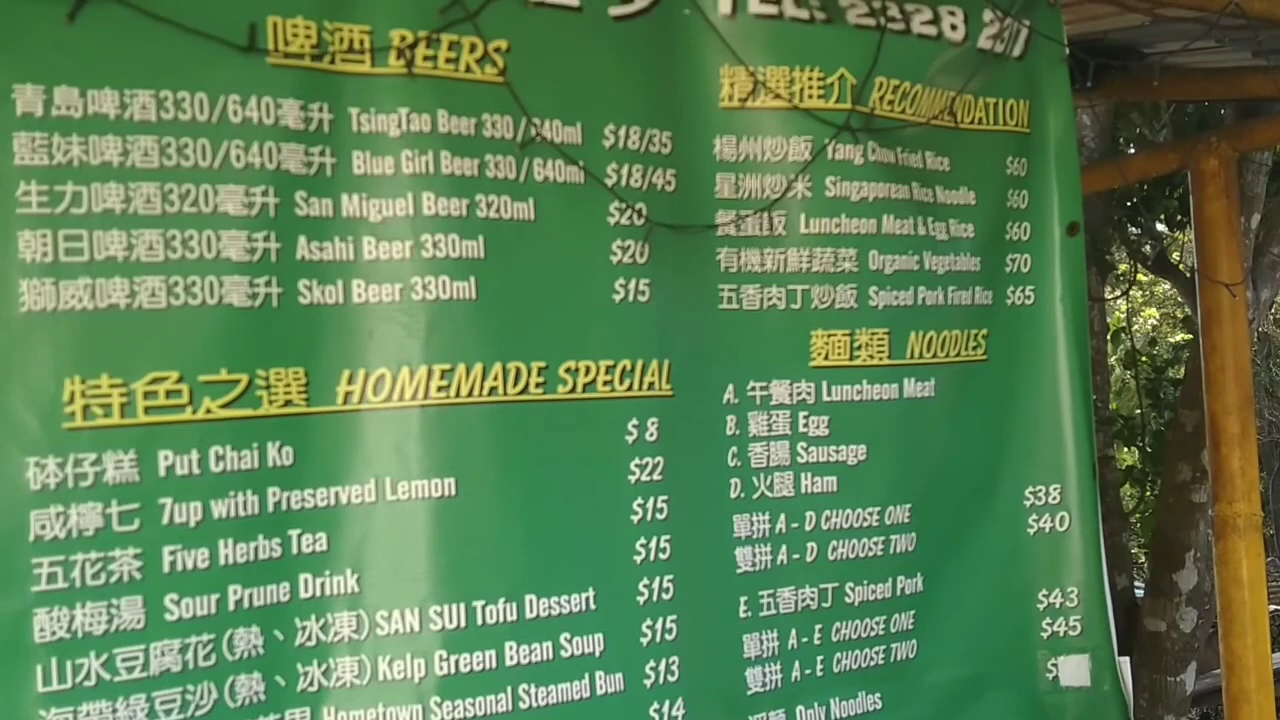 TEL: 2328
啤酒 BEERS
青島啤酒330/640毫升 TsingTao Beer 330/640ml $18/35
藍妹啤酒330/640毫升 Blue Girl Beer 330/640ml $18/45
生力啤酒320毫升 San Miguel Beer 320ml $20
朝日啤酒330毫升 Asahi Beer 330ml $20
獅威啤酒330毫升 Skol Beer 330ml $15
特色之選 HOMEMADE SPECIAL
砵仔糕 Put Chai Ko $8
咸檸七 7up with Preserved Lemon $22
五花茶 Five Herbs Tea $15
酸梅湯 Sour Prune Drink $15
山水豆腐花(熱、冰凍) SAN SUI Tofu Dessert $15
海帶綠豆沙(熱、冰凍) Kelp Green Bean Soup $15
Hometown Seasonal Steamed Bun $13
$14
精選推介 RECOMMENDATION
楊州炒飯 Yang Chow Fried Rice $60
星洲炒米 Singaporean Rice Noodle $60
餐蛋飯 Luncheon Meat & Egg Rice $60
有機新鮮蔬菜 Organic Vegetables $70
五香肉丁炒飯 Spiced Pork Fired Rice $65
麵類 NOODLES
A. 午餐肉 Luncheon Meat
B. 雞蛋 Egg
C. 香腸 Sausage
D. 火腿 Ham
單拼 A - D CHOOSE ONE $38
雙拼 A - D CHOOSE TWO $40
E. 五香肉丁 Spiced Pork
單拼 A - E CHOOSE ONE $43
雙拼 A - E CHOOSE TWO $45
Only Noodles $